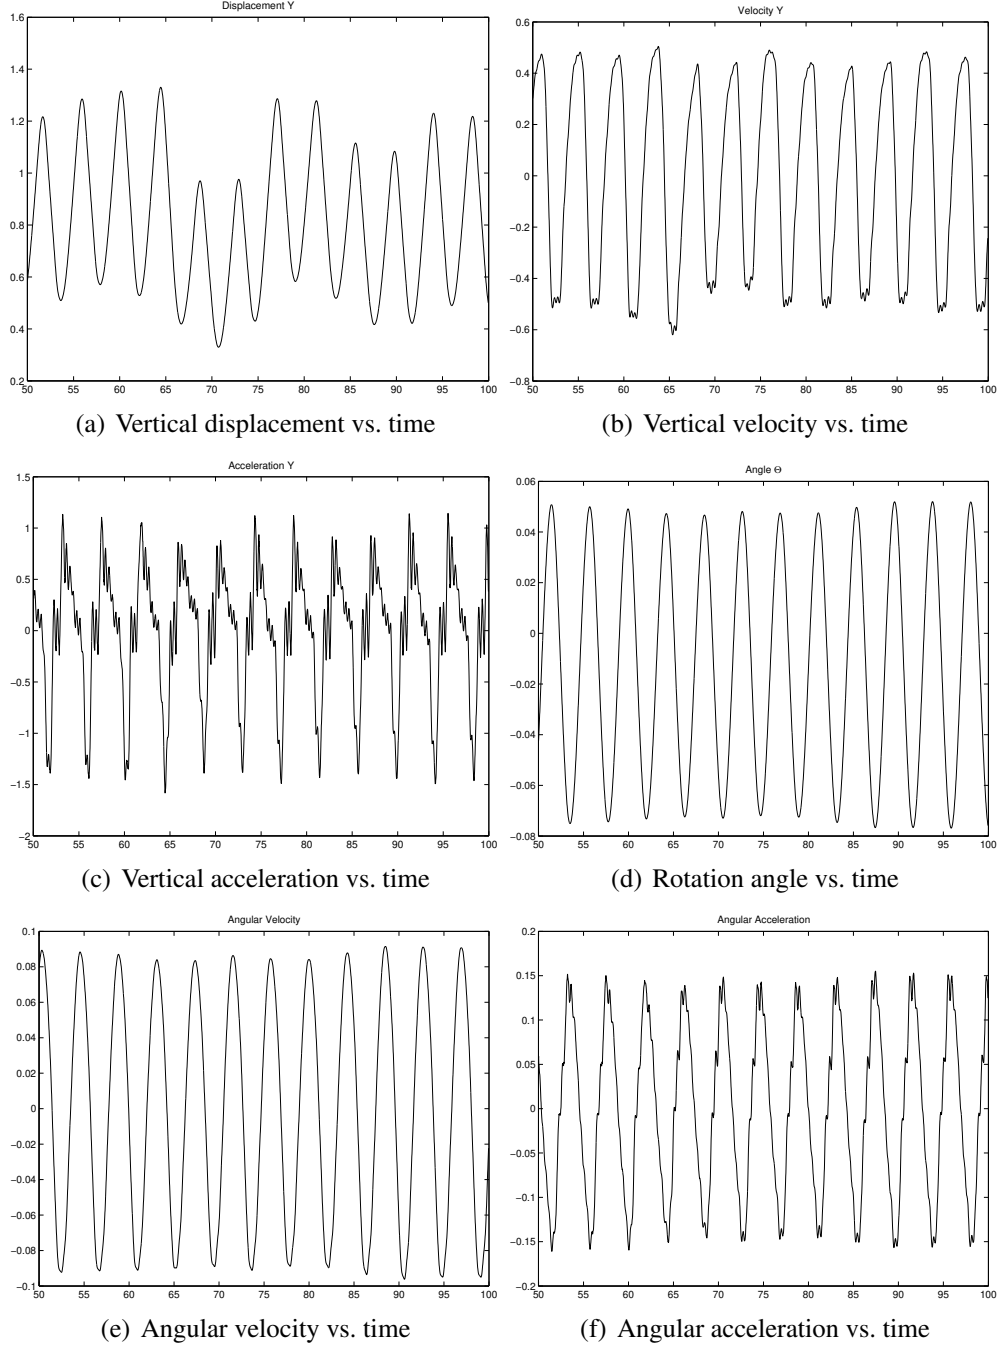 Displacement Y
1.6
1.4
1.2
1
0.8
0.6
0.4
0.2
50 55 60 65 70 75 80 85 90 95 100
(a) Vertical displacement vs. time
Velocity Y
0.6
0.4
0.2
0
−0.2
−0.4
−0.6
−0.8
50 55 60 65 70 75 80 85 90 95 100
(b) Vertical velocity vs. time
Acceleration Y
1.5
1
0.5
0
−0.5
−1
−1.5
−2
50 55 60 65 70 75 80 85 90 95 100
(c) Vertical acceleration vs. time
Angle Θ
0.06
0.04
0.02
0
−0.02
−0.04
−0.06
−0.08
50 55 60 65 70 75 80 85 90 95 100
(d) Rotation angle vs. time
Angular Velocity
0.1
0.08
0.06
0.04
0.02
0
−0.02
−0.04
−0.06
−0.08
−0.1
50 55 60 65 70 75 80 85 90 95 100
(e) Angular velocity vs. time
Angular Acceleration
0.2
0.15
0.1
0.05
0
−0.05
−0.1
−0.15
−0.2
50 55 60 65 70 75 80 85 90 95 100
(f) Angular acceleration vs. time